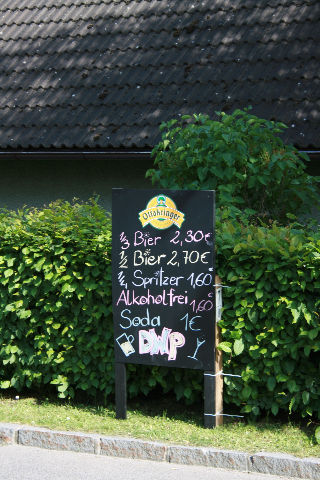 Ottakringer
⅓ Bier 2,30€
½ Bier 2,70€
¼ Spritzer 1,60
Alkoholfrei 1,60
Soda 1€
BWP